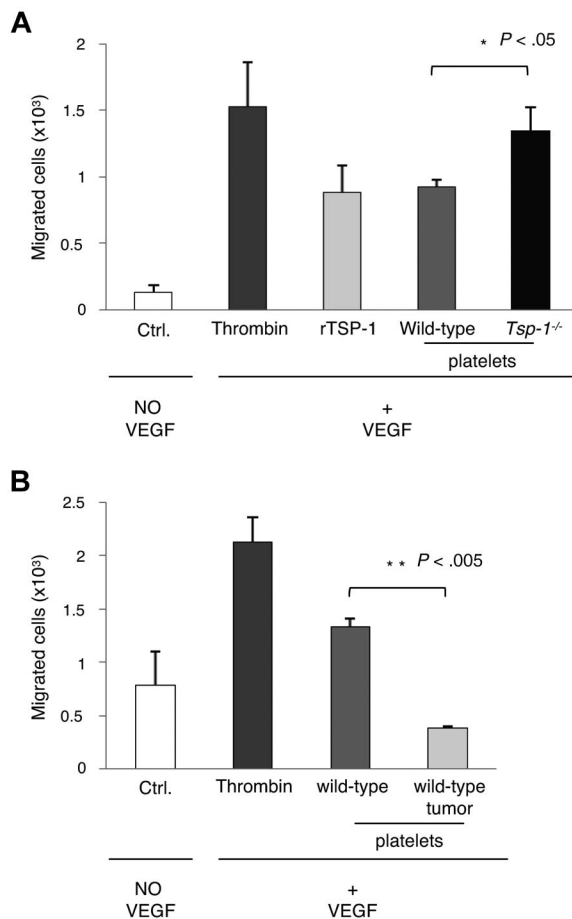 A
2
* P < .05
1.5
Migrated cells (x10³)
1
0.5
0
Ctrl. Thrombin rTSP-1 Wild-type Tsp-1⁻/⁻
platelets
NO + 
VEGF VEGF
B
2.5
2
** P < .005
1.5
Migrated cells (x10³)
1
0.5
0
Ctrl. Thrombin wild-type wild-type
tumor
platelets
NO +
VEGF VEGF